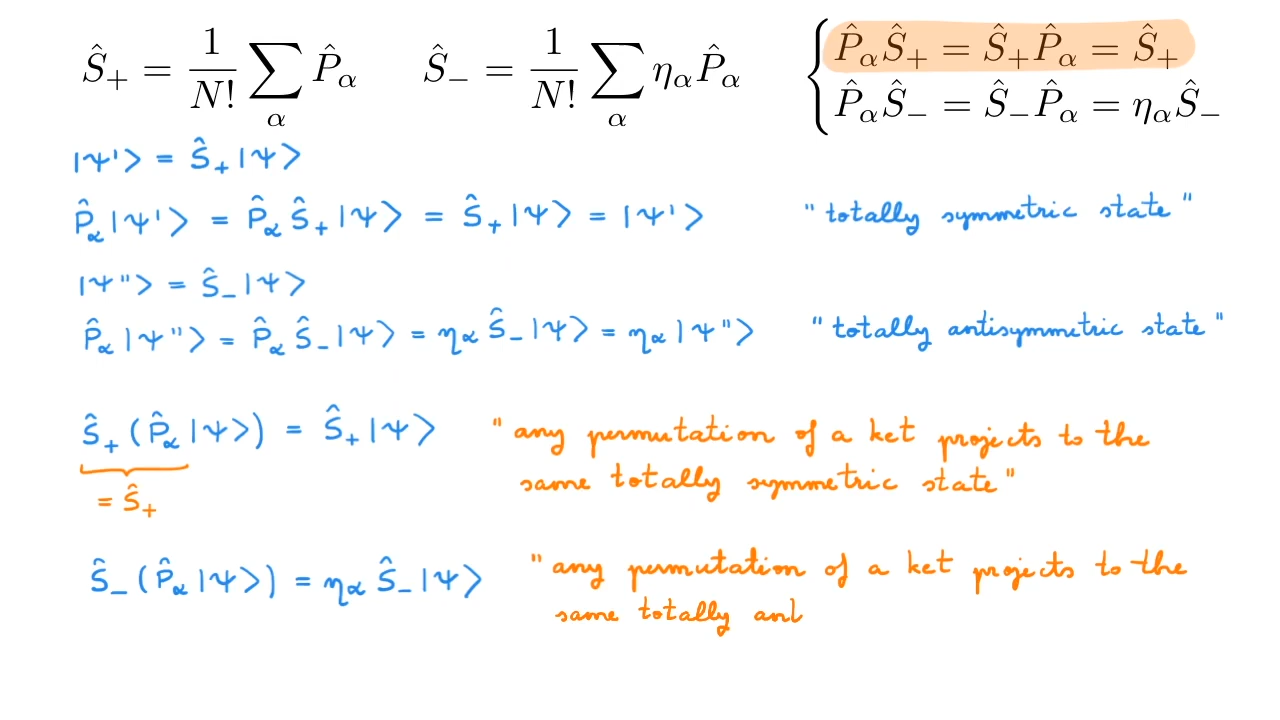 Ŝ₊ = 1/N! ∑_α P̂_α   Ŝ₋ = 1/N! ∑_α η_α P̂_α   { P̂_α Ŝ₊ = Ŝ₊ P̂_α = Ŝ₊
P̂_α Ŝ₋ = Ŝ₋ P̂_α = η_α Ŝ₋
|ψ'> = Ŝ₊ |ψ>
P̂_α |ψ'> = P̂_α Ŝ₊ |ψ> = Ŝ₊ |ψ> = |ψ'>   "totally symmetric state"
|ψ"> = Ŝ₋ |ψ>
P̂_α |ψ"> = P̂_α Ŝ₋ |ψ> = η_α Ŝ₋ |ψ> = η_α |ψ">   "totally antisymmetric state"
Ŝ₊ (P̂_α |ψ>) = Ŝ₊ |ψ>   "any permutation of a ket projects to the
same totally symmetric state"
= Ŝ₊
Ŝ₋ (P̂_α |ψ>) = η_α Ŝ₋ |ψ>   "any permutation of a ket projects to the
same totally ant